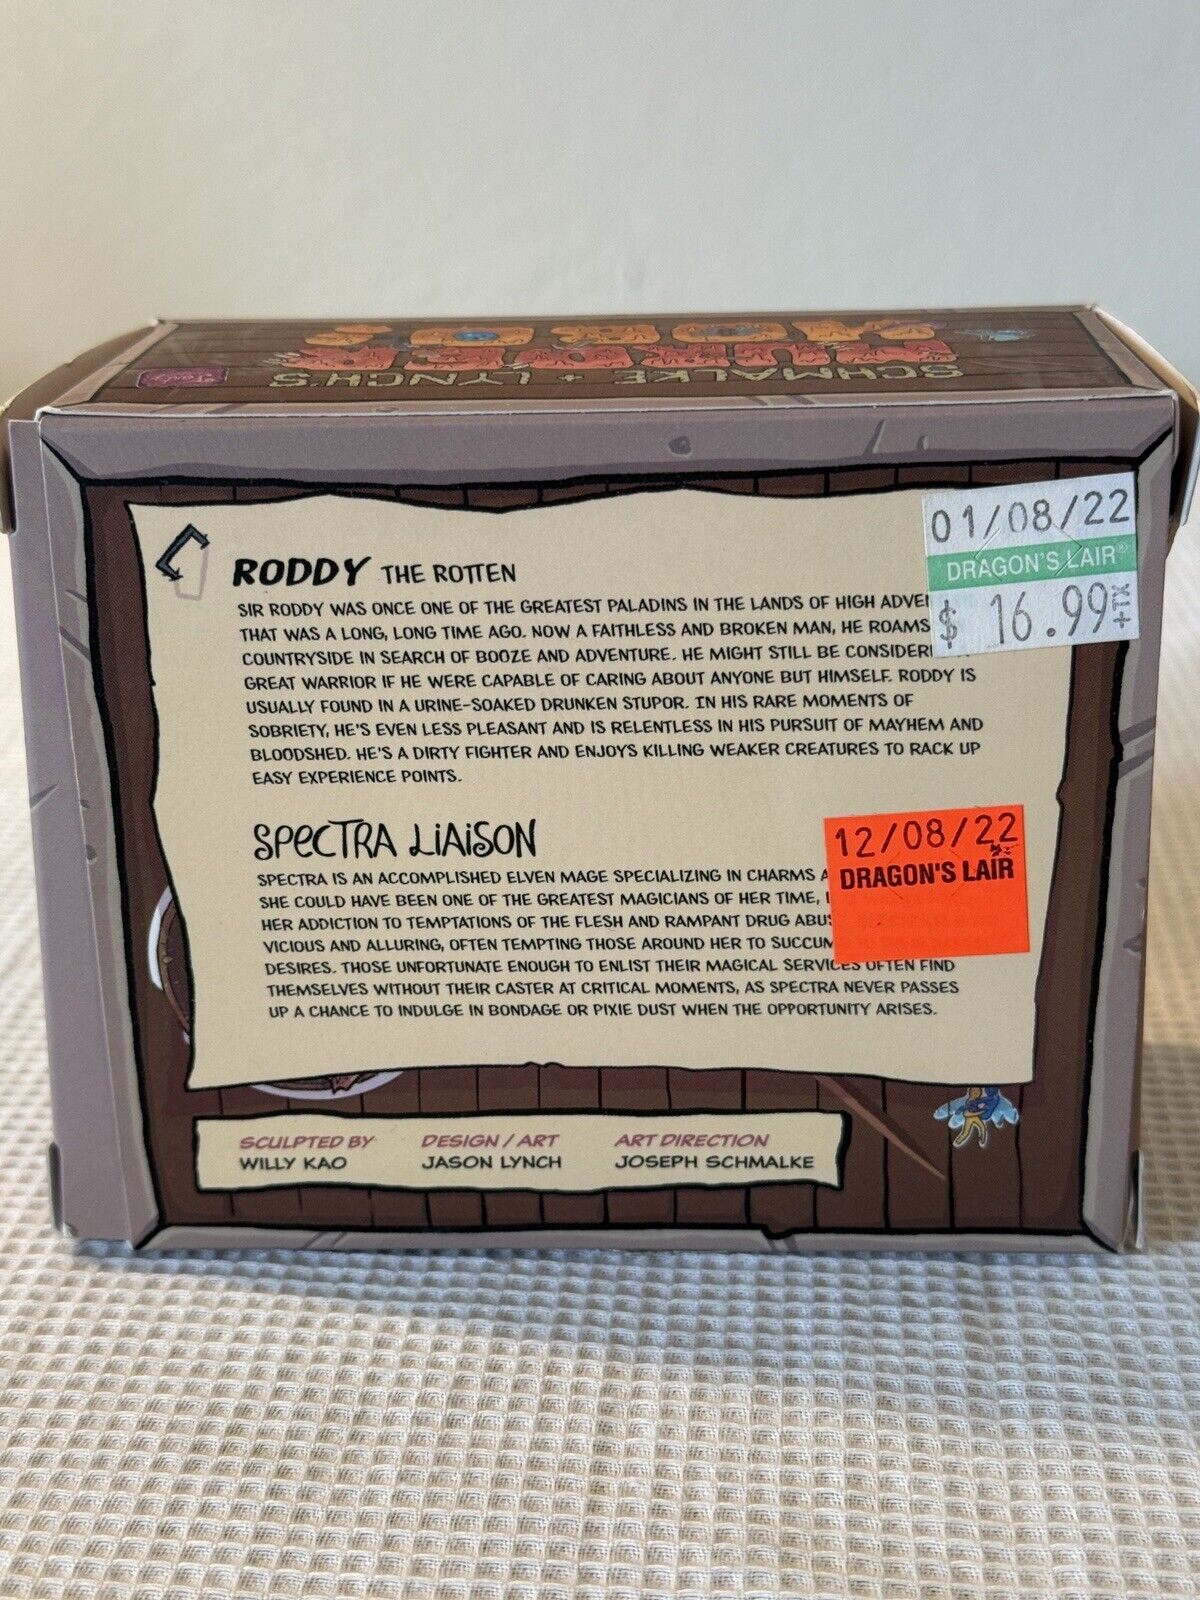 SCHMALKE + LYNCH'S
MURDER
HOBO
RODDY THE ROTTEN
SIR RODDY WAS ONCE ONE OF THE GREATEST PALADINS IN THE LANDS OF HIGH
THAT WAS A LONG, LONG TIME AGO. NOW A FAITHLESS AND BROKEN MAN, HE ROAMS
COUNTRYSIDE IN SEARCH OF BOOZE AND ADVENTURE. HE MIGHT STILL BE
GREAT WARRIOR IF HE WERE CAPABLE OF CARING ABOUT ANYONE BUT HIMSELF. RODDY IS
USUALLY FOUND IN A URINE-SOAKED DRUNKEN STUPOR. IN HIS RARE MOMENTS OF
SOBRIETY, HE'S EVEN LESS PLEASANT AND IS RELENTLESS IN HIS PURSUIT OF MAYHEM AND
BLOODSHED. HE'S A DIRTY FIGHTER AND ENJOYS KILLING WEAKER CREATURES TO RACK UP
EASY EXPERIENCE POINTS.
01/08/22
DRAGON'S LAIR®
$ 16.99 +TX
SPECTRA LIAISON
SPECTRA IS AN ACCOMPLISHED ELVEN MAGE SPECIALIZING IN CHARMS
SHE COULD HAVE BEEN ONE OF THE GREATEST MAGICIANS OF HER TIME,
HER ADDICTION TO TEMPTATIONS OF THE FLESH AND RAMPANT DRUG
VICIOUS AND ALLURING, OFTEN TEMPTING THOSE AROUND HER TO
DESIRES. THOSE UNFORTUNATE ENOUGH TO ENLIST THEIR MAGICAL SERVICES OFTEN FIND
THEMSELVES WITHOUT THEIR CASTER AT CRITICAL MOMENTS, AS SPECTRA NEVER PASSES
UP A CHANCE TO INDULGE IN BONDAGE OR PIXIE DUST WHEN THE OPPORTUNITY ARISES.
12/08/22
DRAGON'S LAIR
SCULPTED BY
WILLY KAO
DESIGN / ART
JASON LYNCH
ART DIRECTION
JOSEPH SCHMALKE